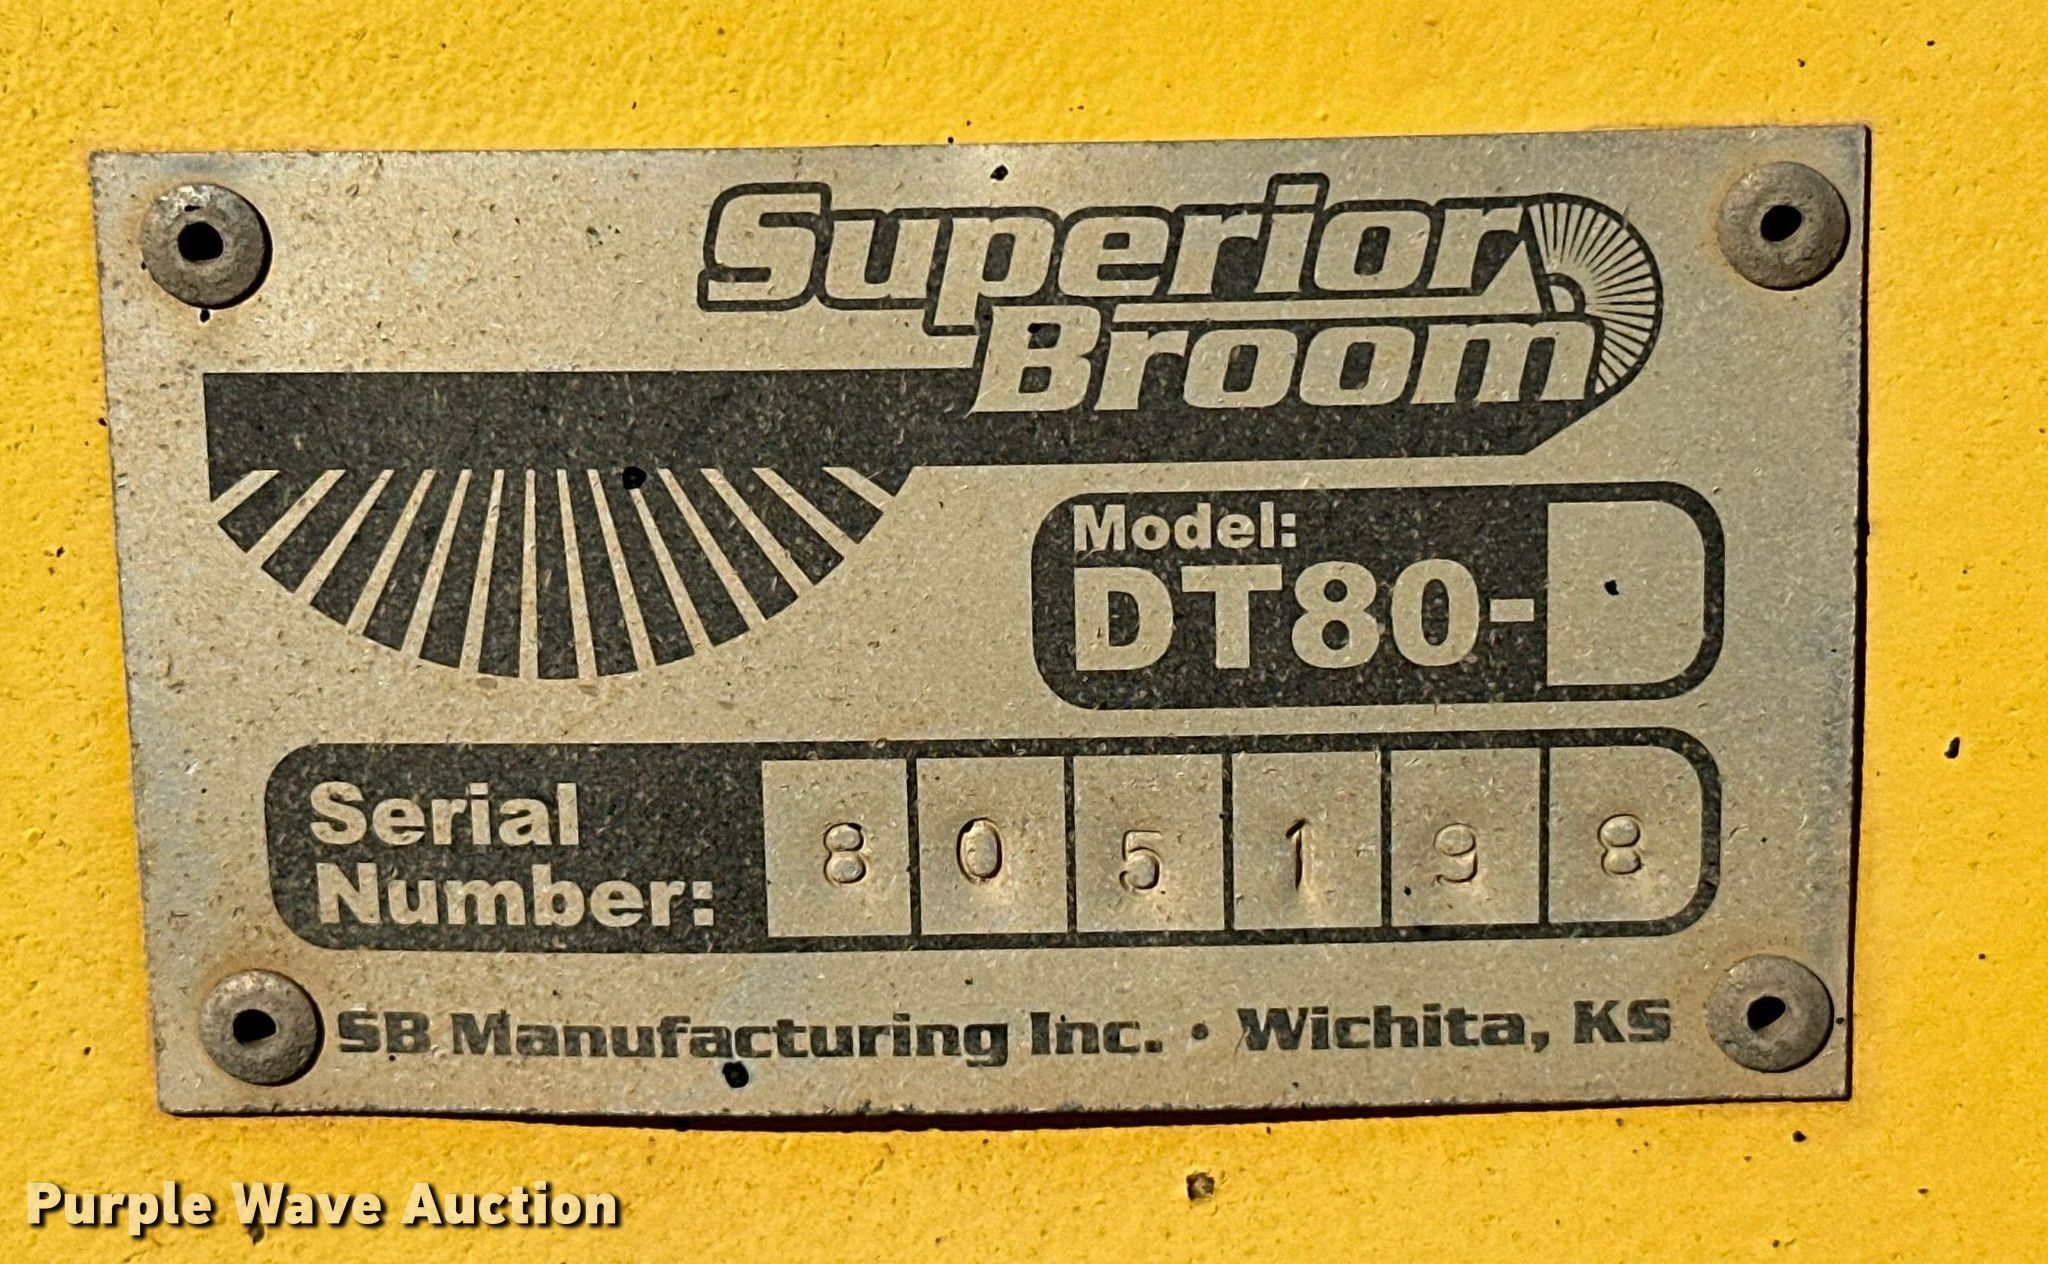 Superior
Broom
Model:
DT80-
Serial
Number:
8 0 5 1 9 8
SB Manufacturing Inc. • Wichita, KS
Purple Wave Auction